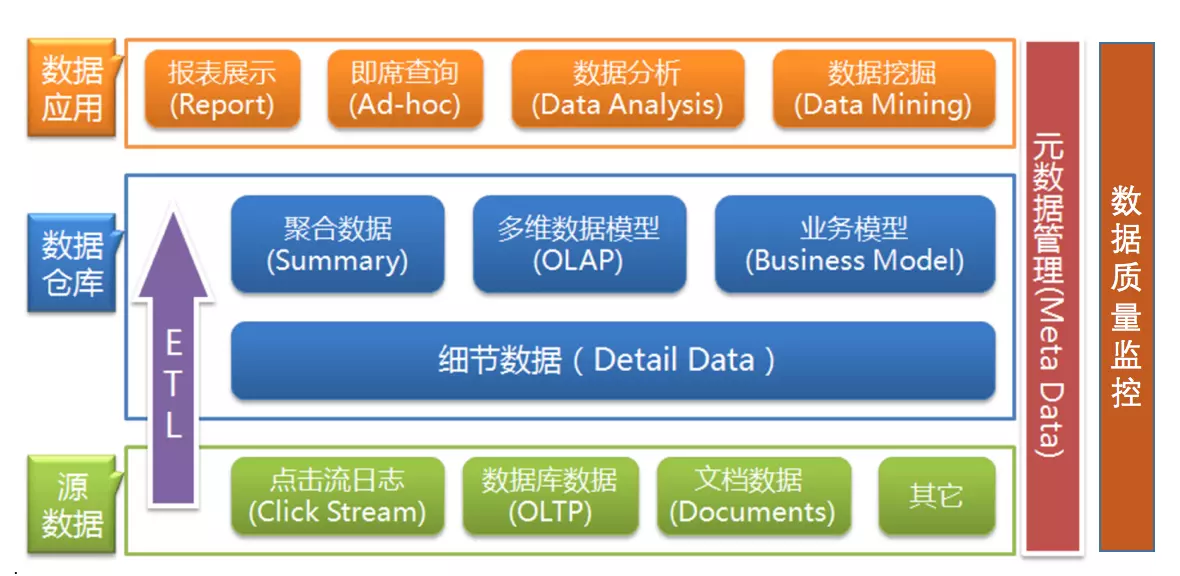 数据
应用
报表展示
(Report)
即席查询
(Ad-hoc)
数据分析
(Data Analysis)
数据挖掘
(Data Mining)
数据
仓库
ETL
聚合数据
(Summary)
多维数据模型
(OLAP)
业务模型
(Business Model)
细节数据（Detail Data）
源
数据
点击流日志
(Click Stream)
数据库数据
(OLTP)
文档数据
(Documents)
其它
元数据管理(Meta Data)
数据质量监控